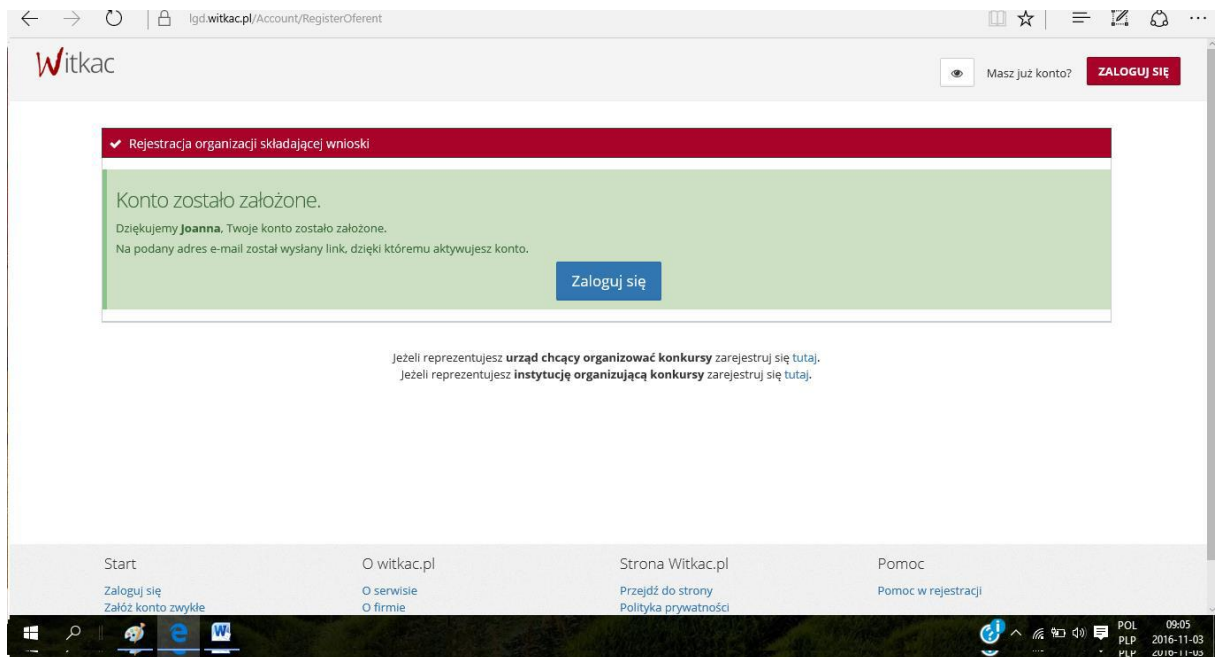 lgd.witkac.pl/Account/RegisterOferent
Witkac
Masz już konto?
ZALOGUJ SIĘ
Rejestracja organizacji składającej wnioski
Konto zostało założone.
Dziękujemy Joanna, Twoje konto zostało założone.
Na podany adres e-mail został wysłany link, dzięki któremu aktywujesz konto.
Zaloguj się
Jeżeli reprezentujesz urząd chcący organizować konkursy zarejestruj się tutaj.
Jeżeli reprezentujesz instytucję organizującą konkursy zarejestruj się tutaj.
Start
Zaloguj się
Załóż konto zwykłe
O witkac.pl
O serwisie
O firmie
Strona Witkac.pl
Przejdź do strony
Polityka prywatności
Pomoc
Pomoc w rejestracji
POL
PLP
09:05
2016-11-03
PLP
2016-11-03